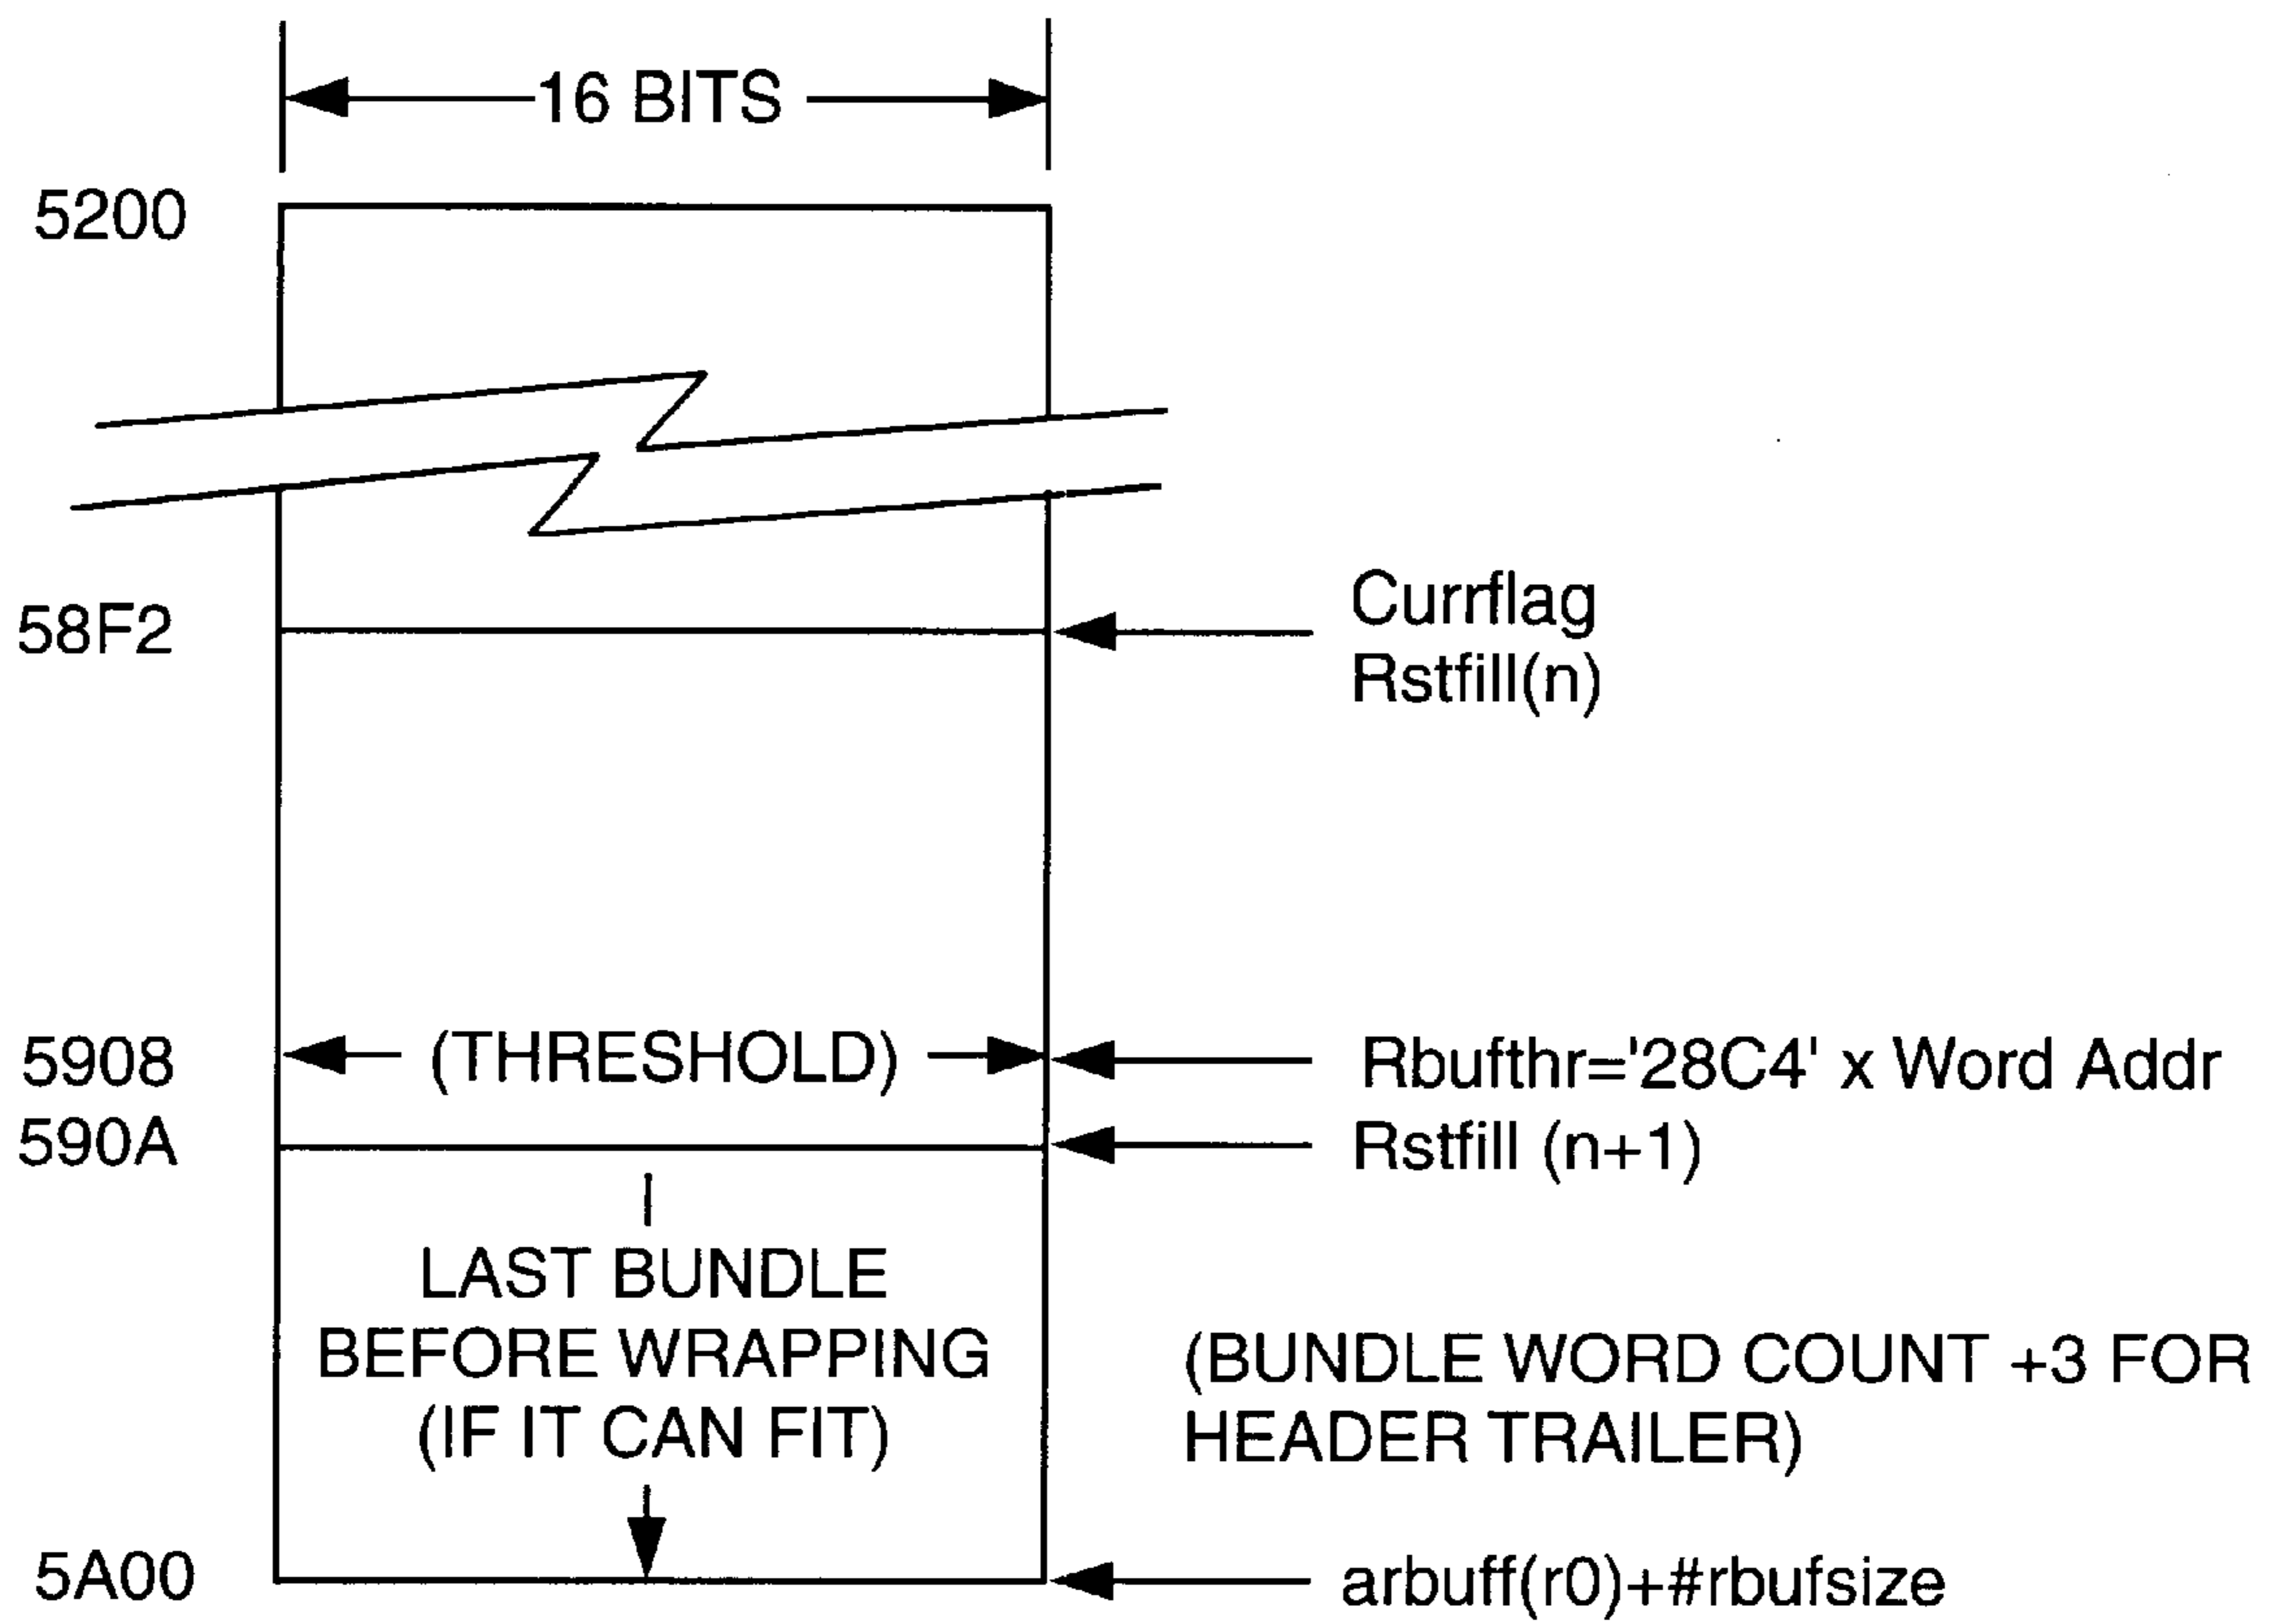 16 BITS
5200
58F2
Currflag
Rstfill(n)
5908
(THRESHOLD)
Rbufthr='28C4' x Word Addr
590A
Rstfill (n+1)
LAST BUNDLE
BEFORE WRAPPING
(IF IT CAN FIT)
(BUNDLE WORD COUNT +3 FOR
HEADER TRAILER)
5A00
arbuff(r0)+#rbufsize